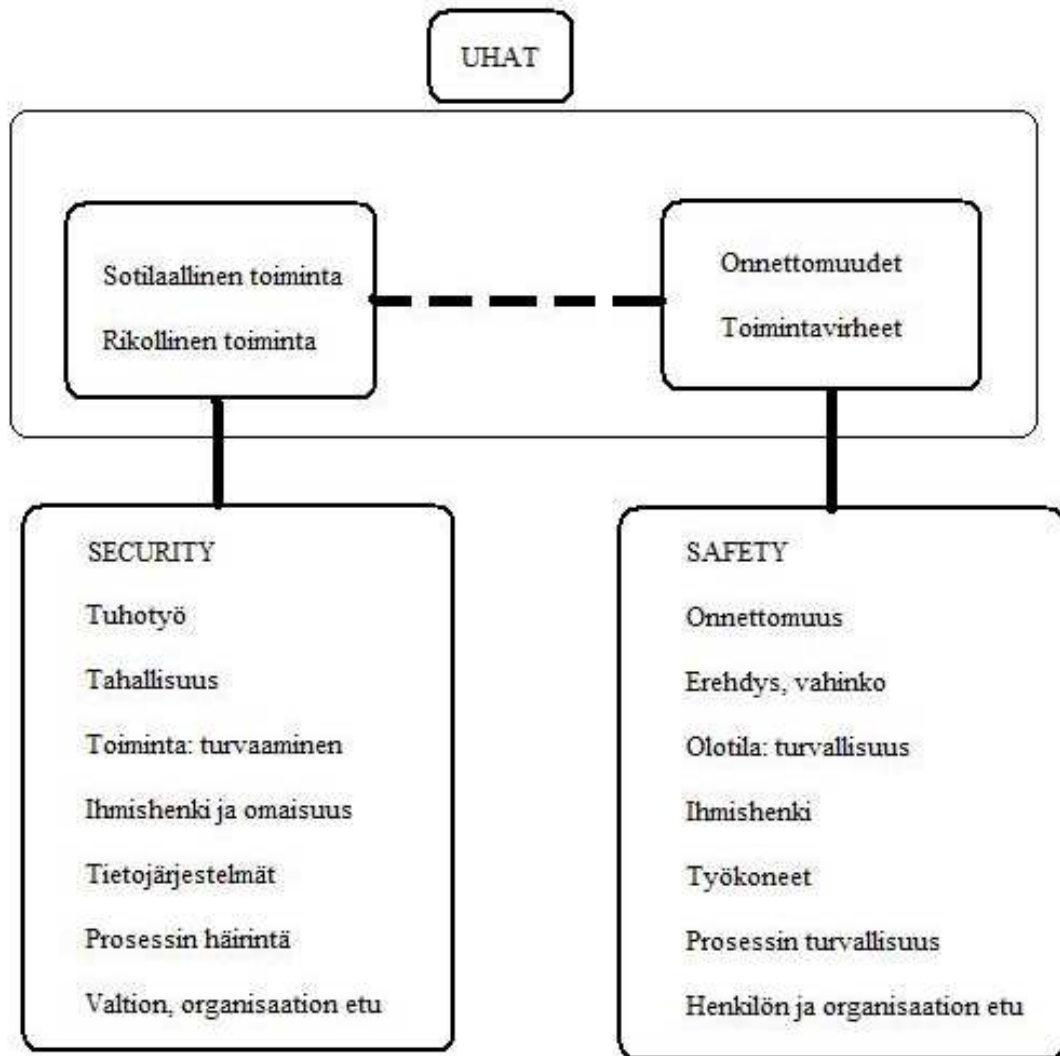 UHAT
Sotilaallinen toiminta
Rikollinen toiminta
Onnettomuudet
Toimintavirheet
SECURITY
Tuhotyö
Tahallisuus
Toiminta: turvaaminen
Ihmishenki ja omaisuus
Tietojärjestelmät
Prosessin häirintä
Valtion, organisaation etu
SAFETY
Onnettomuus
Erehdys, vahinko
Olotila: turvallisuus
Ihmishenki
Työkoneet
Prosessin turvallisuus
Henkilön ja organisaation etu